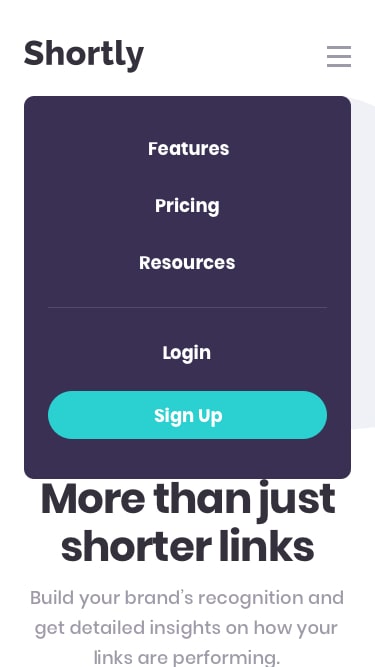 Shortly
Features
Pricing
Resources
Login
Sign Up
More than just
shorter links
Build your brand’s recognition and
get detailed insights on how your
links are performing.